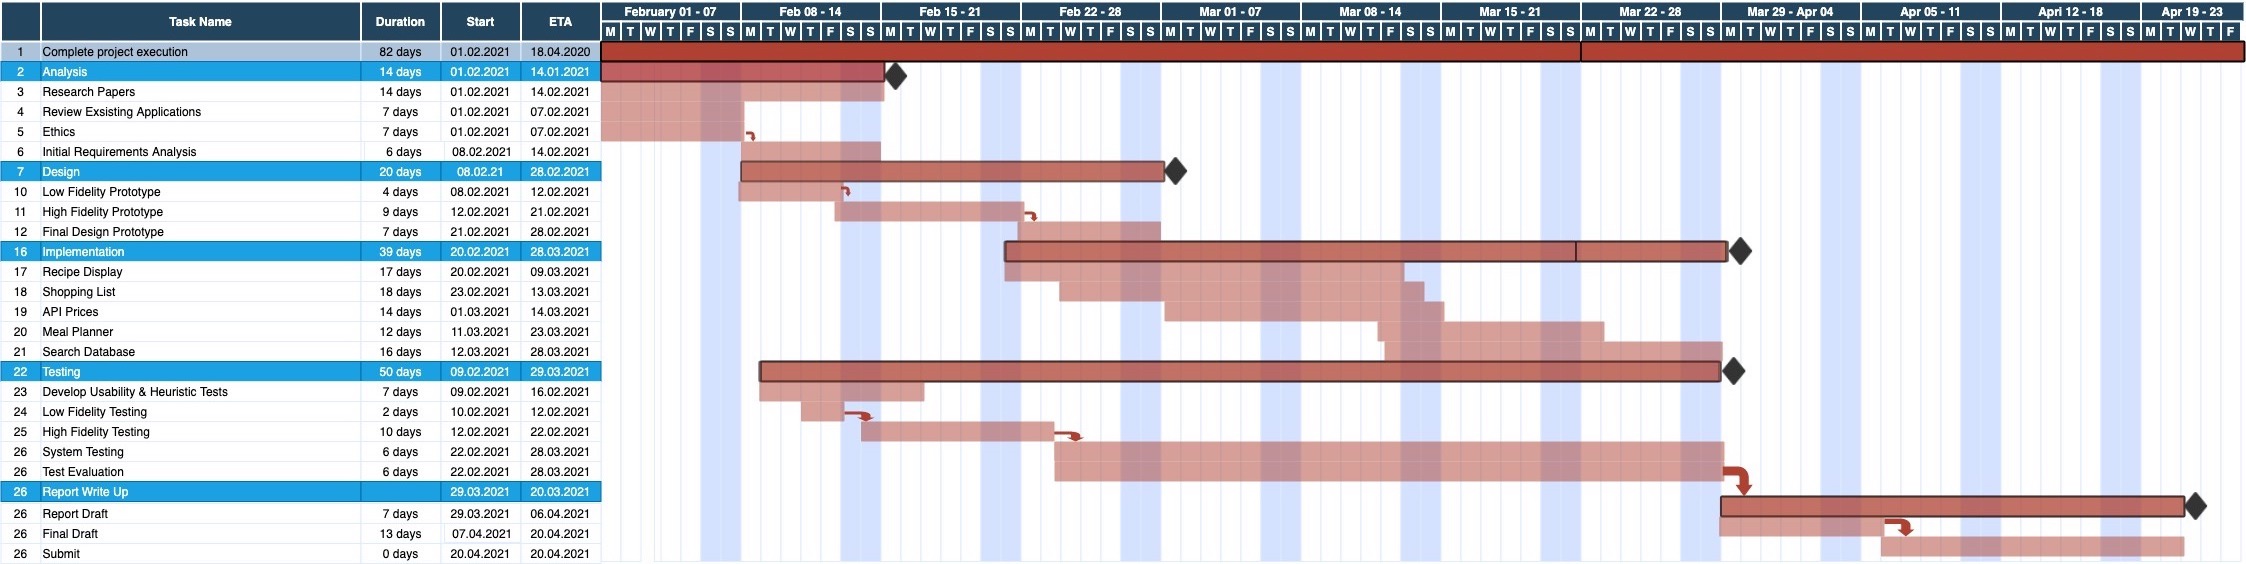 Task Name Duration Start ETA February 01 - 07 Feb 08 - 14 Feb 15 - 21 Feb 22 - 28 Mar 01 - 07 Mar 08 - 14 Mar 15 - 21 Mar 22 - 28 Mar 29 - Apr 04 Apr 05 - 11 Apri 12 - 18 Apr 19 - 23
M T W T F S S M T W T F S S M T W T F S S M T W T F S S M T W T F S S M T W T F S S M T W T F S S M T W T F S S M T W T F S S M T W T F S S M T W T F S S M T W T F
1 Complete project execution 82 days 01.02.2021 18.04.2020
2 Analysis 14 days 01.02.2021 14.01.2021
3 Research Papers 14 days 01.02.2021 14.02.2021
4 Review Exsisting Applications 7 days 01.02.2021 07.02.2021
5 Ethics 7 days 01.02.2021 07.02.2021
6 Initial Requirements Analysis 6 days 08.02.2021 14.02.2021
7 Design 20 days 08.02.21 28.02.2021
10 Low Fidelity Prototype 4 days 08.02.2021 12.02.2021
11 High Fidelity Prototype 9 days 12.02.2021 21.02.2021
12 Final Design Prototype 7 days 21.02.2021 28.02.2021
16 Implementation 39 days 20.02.2021 28.03.2021
17 Recipe Display 17 days 20.02.2021 09.03.2021
18 Shopping List 18 days 23.02.2021 13.03.2021
19 API Prices 14 days 01.03.2021 14.03.2021
20 Meal Planner 12 days 11.03.2021 23.03.2021
21 Search Database 16 days 12.03.2021 28.03.2021
22 Testing 50 days 09.02.2021 29.03.2021
23 Develop Usability & Heuristic Tests 7 days 09.02.2021 16.02.2021
24 Low Fidelity Testing 2 days 10.02.2021 12.02.2021
25 High Fidelity Testing 10 days 12.02.2021 22.02.2021
26 System Testing 6 days 22.02.2021 28.03.2021
26 Test Evaluation 6 days 22.02.2021 28.03.2021
26 Report Write Up 29.03.2021 20.03.2021
26 Report Draft 7 days 29.03.2021 06.04.2021
26 Final Draft 13 days 07.04.2021 20.04.2021
26 Submit 0 days 20.04.2021 20.04.2021